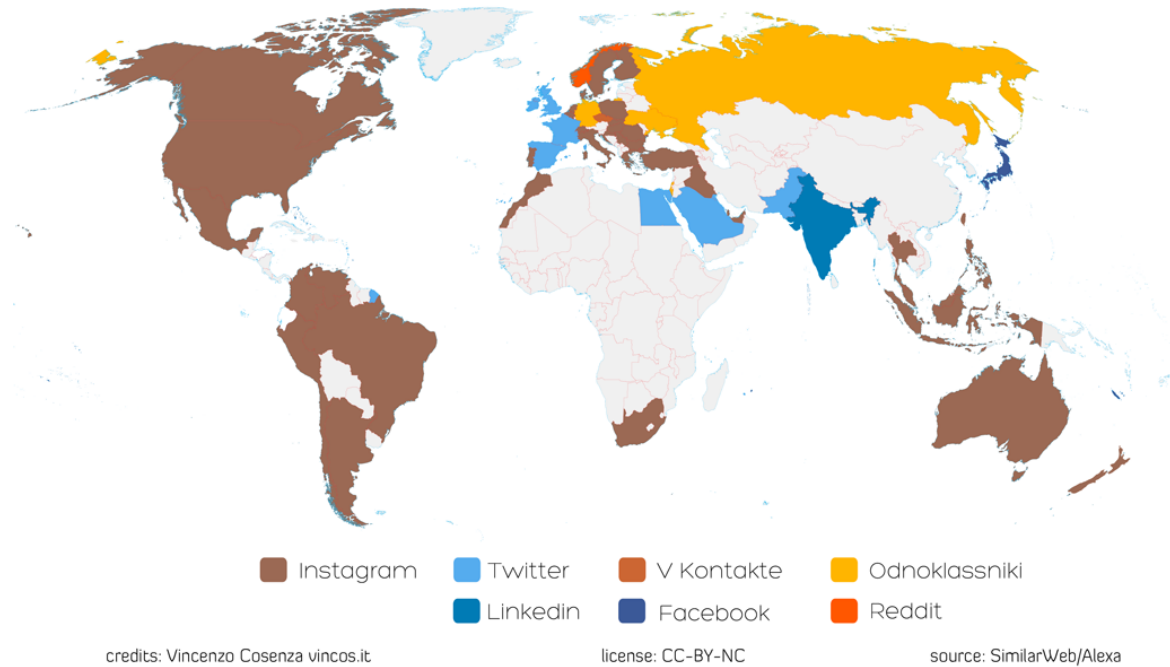 Instagram Twitter V Kontakte Odnoklassniki
Linkedin Facebook Reddit
credits: Vincenzo Cosenza vincos.it license: CC-BY-NC source: SimilarWeb/Alexa